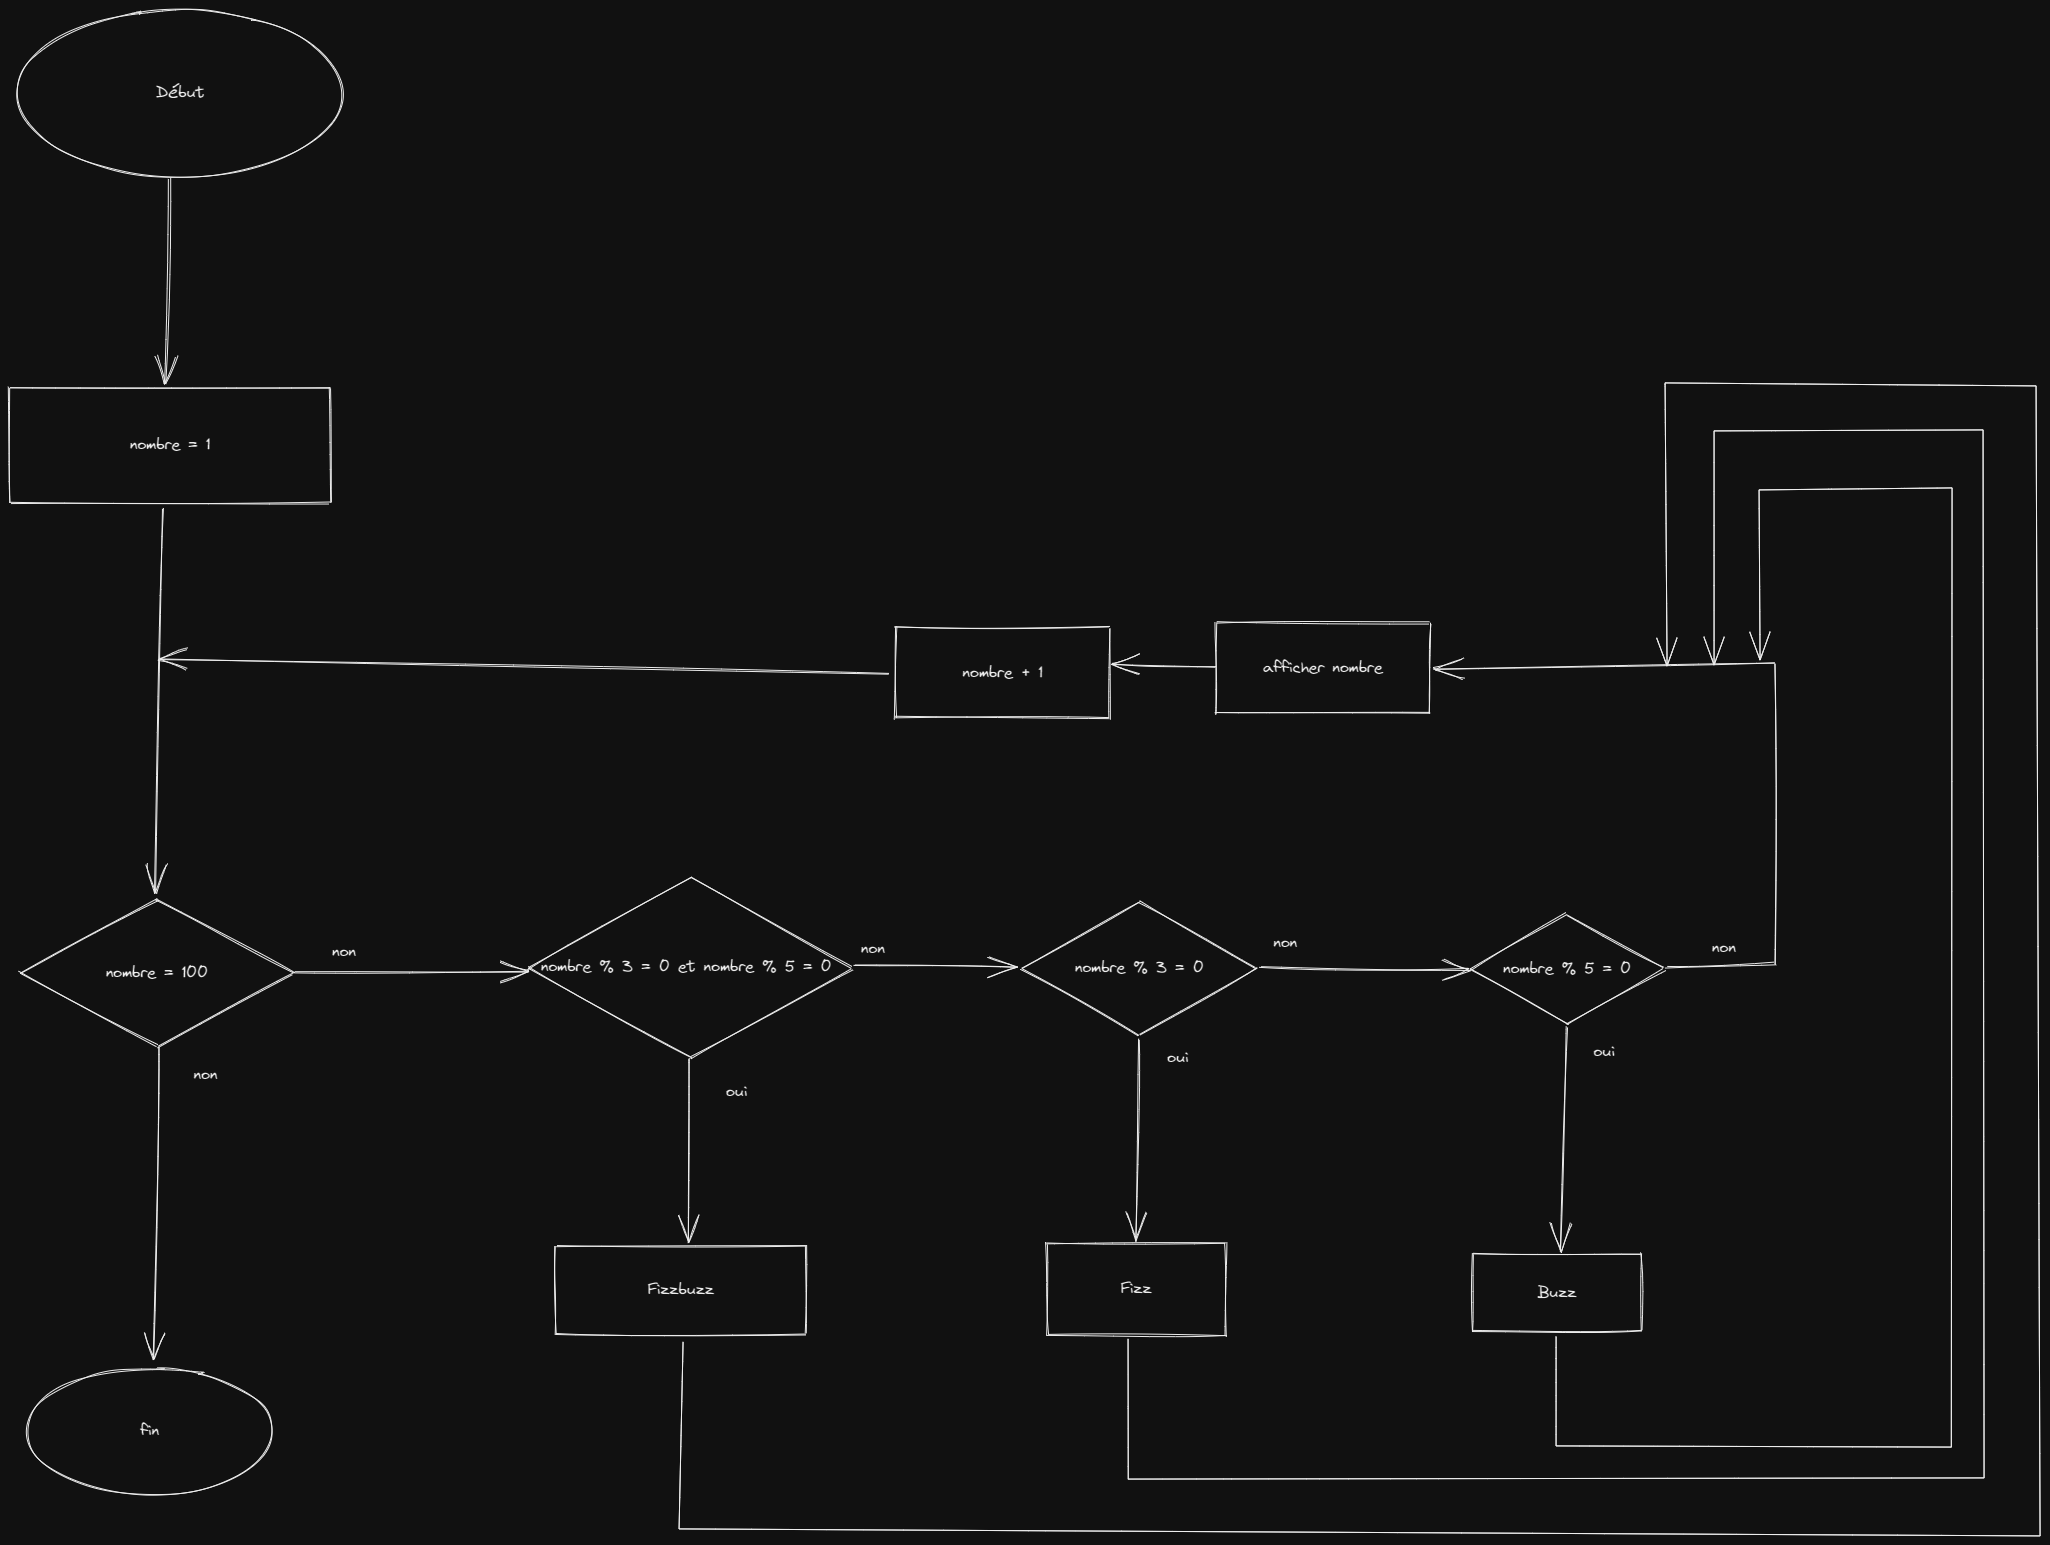 Début
nombre = 1
nombre + 1
afficher nombre
nombre = 100
non
nombre % 3 = 0 et nombre % 5 = 0
non
nombre % 3 = 0
non
nombre % 5 = 0
non
non
oui
oui
oui
Fizzbuzz
Fizz
Buzz
fin